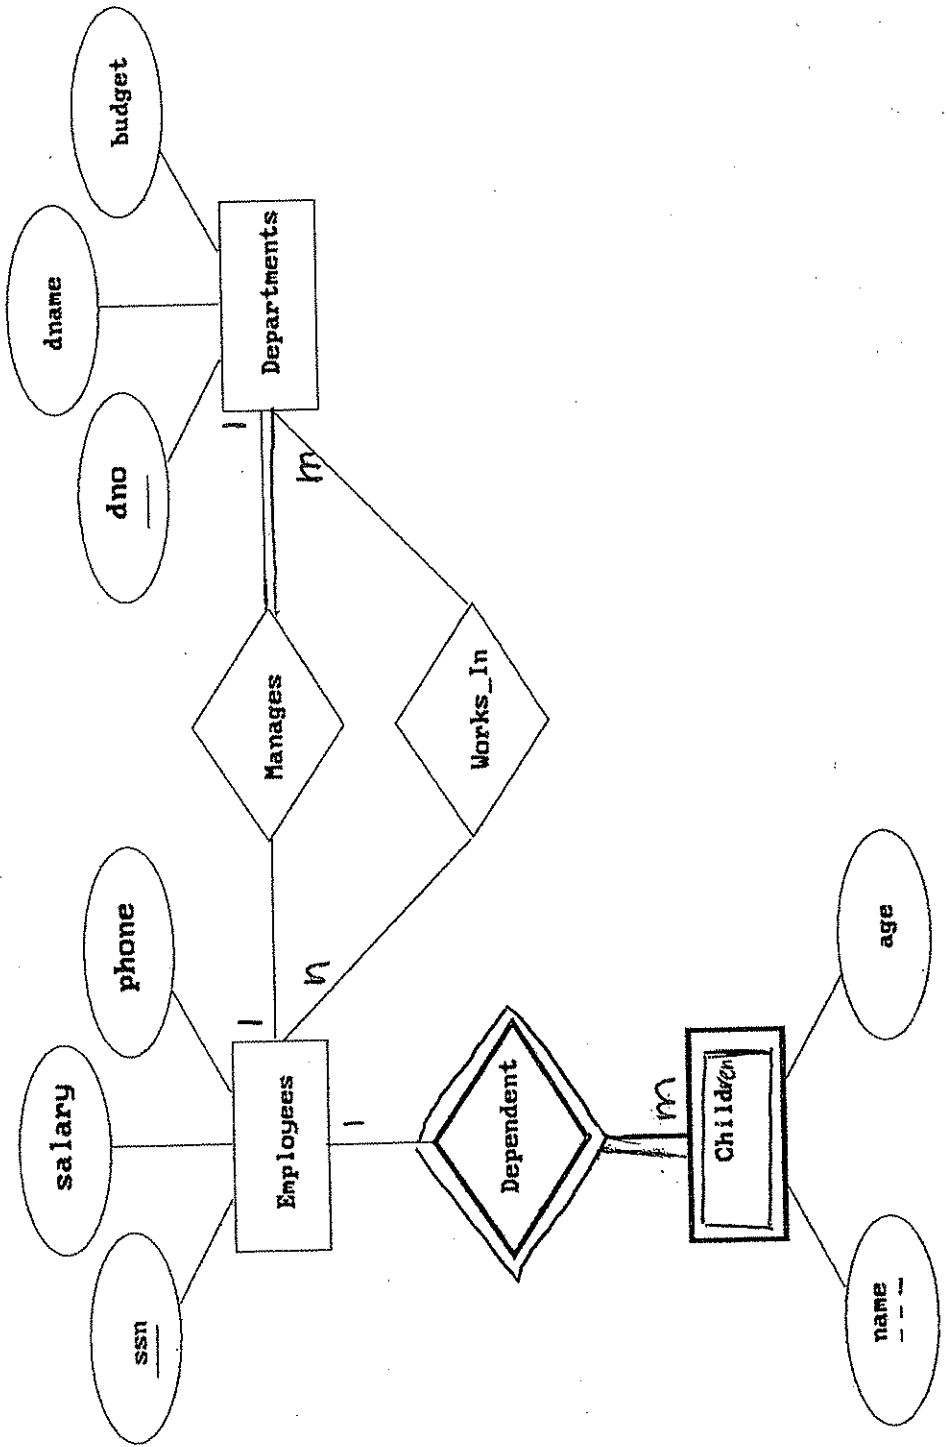 salary
phone
dname
budget
ssn
dno
1
1
Employees
Manages
Departments
n
m
1
Works_In
Dependent
m
Children
name
age